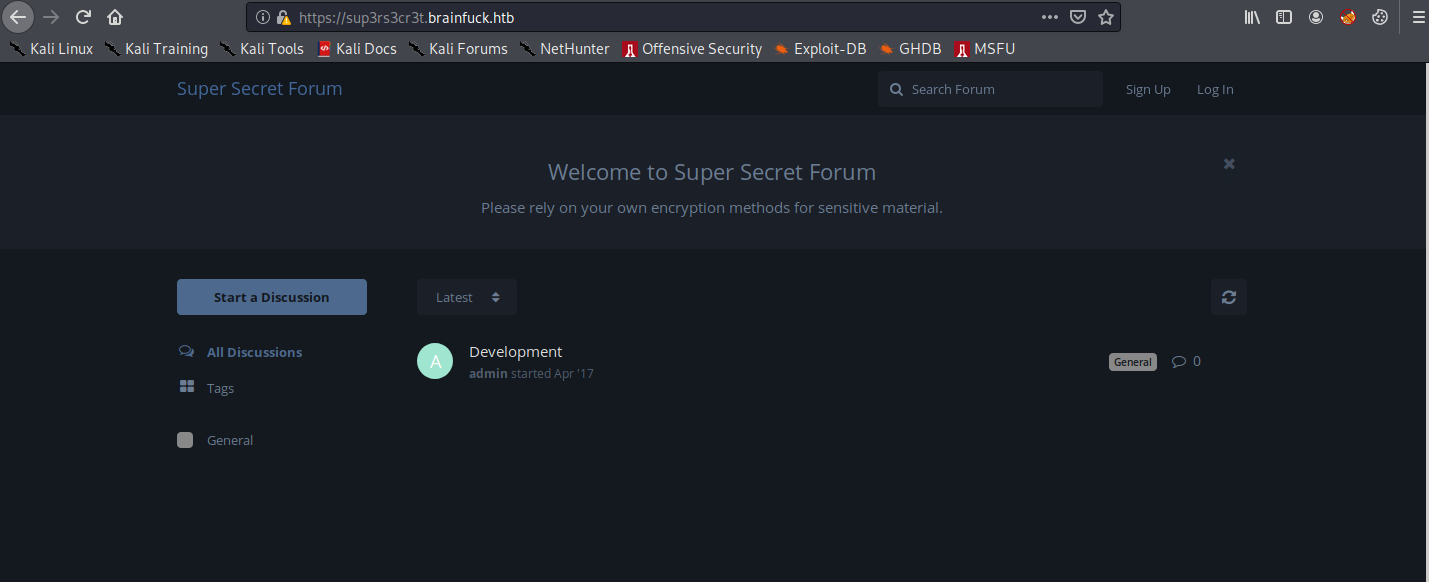 https://sup3rs3cr3t.brainfuck.htb
Kali Linux Kali Training Kali Tools Kali Docs Kali Forums NetHunter Offensive Security Exploit-DB GHDB MSFU
Super Secret Forum Search Forum Sign Up Log In
Welcome to Super Secret Forum
Please rely on your own encryption methods for sensitive material.
Start a Discussion Latest
All Discussions
A Development General 0
admin started Apr '17
Tags
General